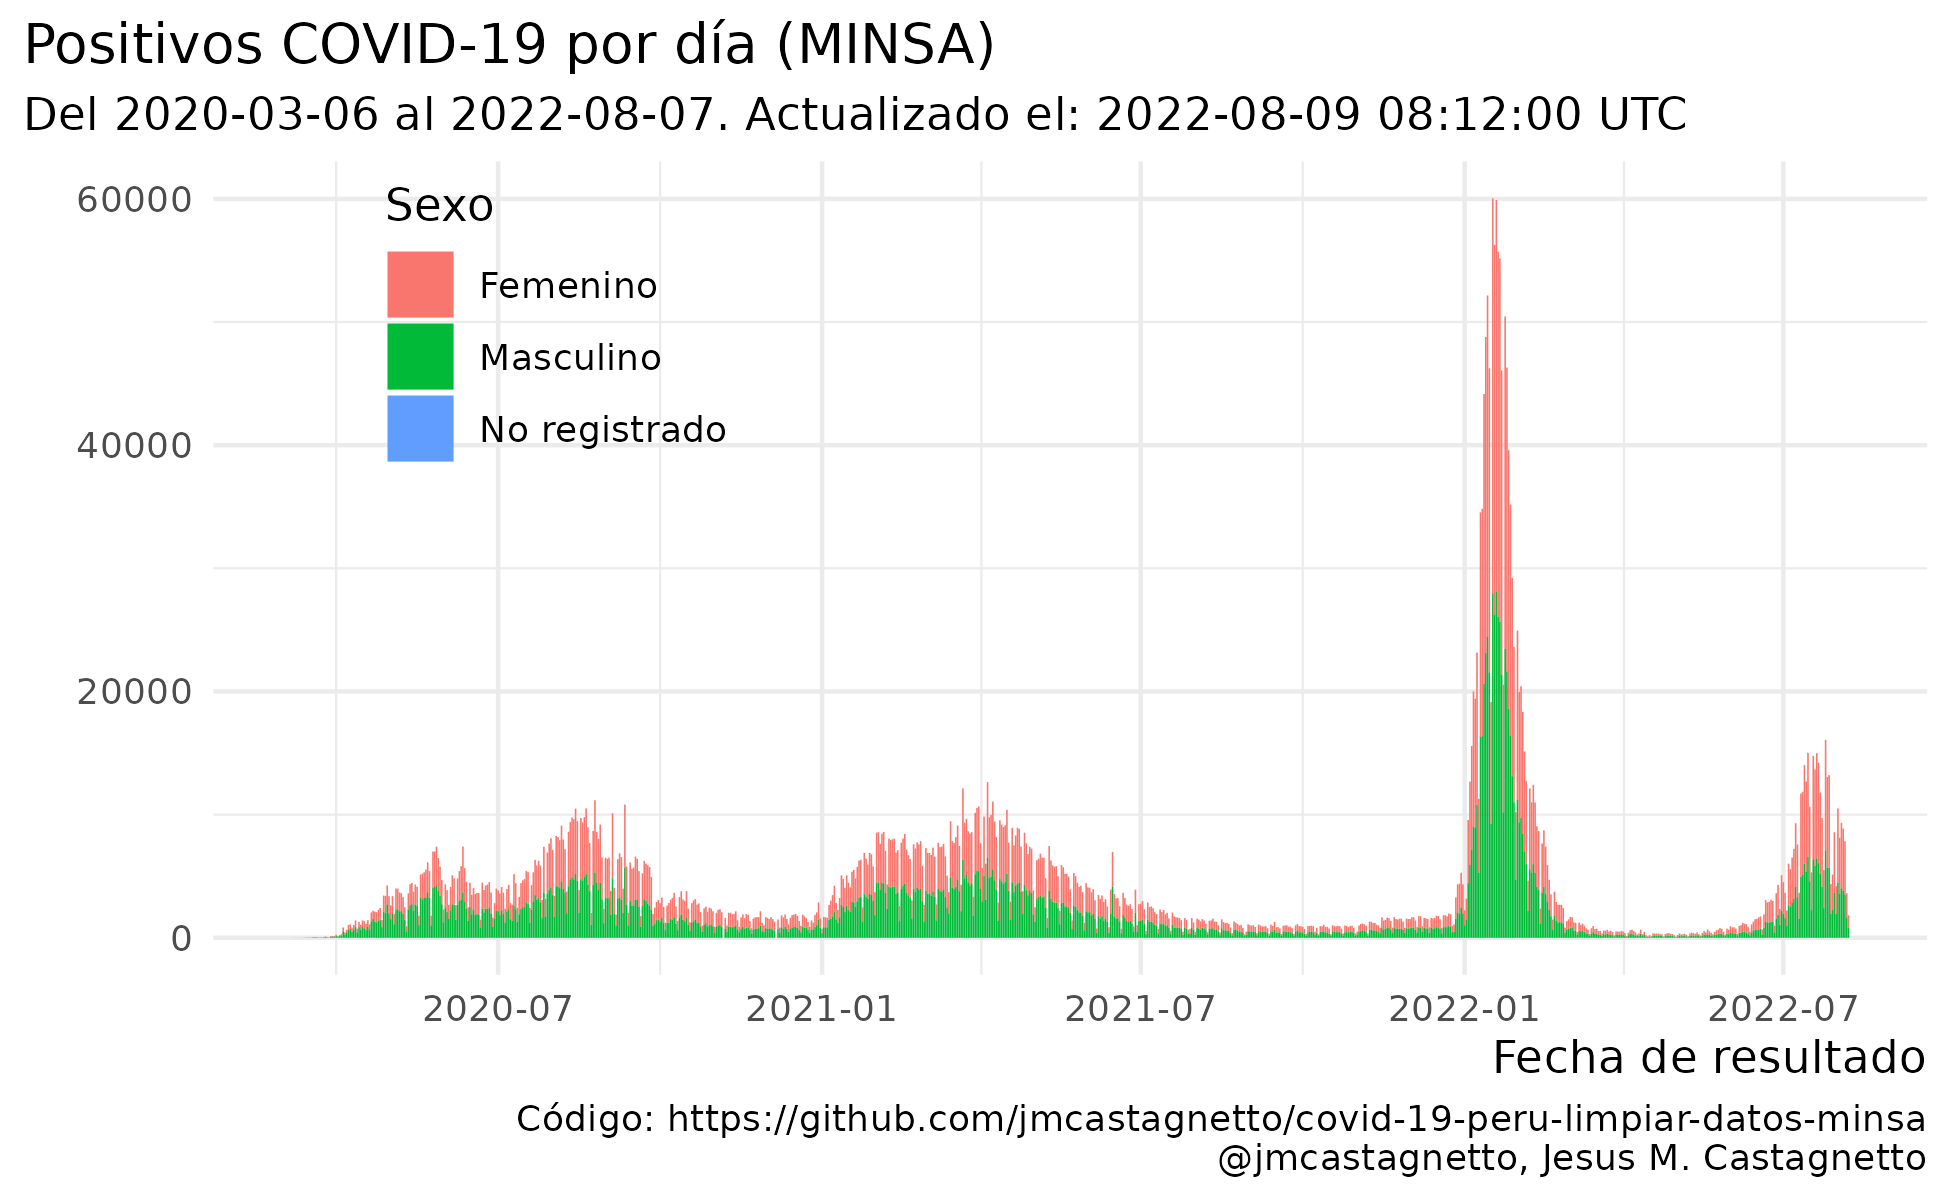 Positivos COVID-19 por día (MINSA)
Del 2020-03-06 al 2022-08-07. Actualizado el: 2022-08-09 08:12:00 UTC
Sexo
Femenino
Masculino
No registrado
60000
40000
20000
0
2020-07 2021-01 2021-07 2022-01 2022-07
Fecha de resultado
Código: https://github.com/jmcastagnetto/covid-19-peru-limpiar-datos-minsa
@jmcastagnetto, Jesus M. Castagnetto